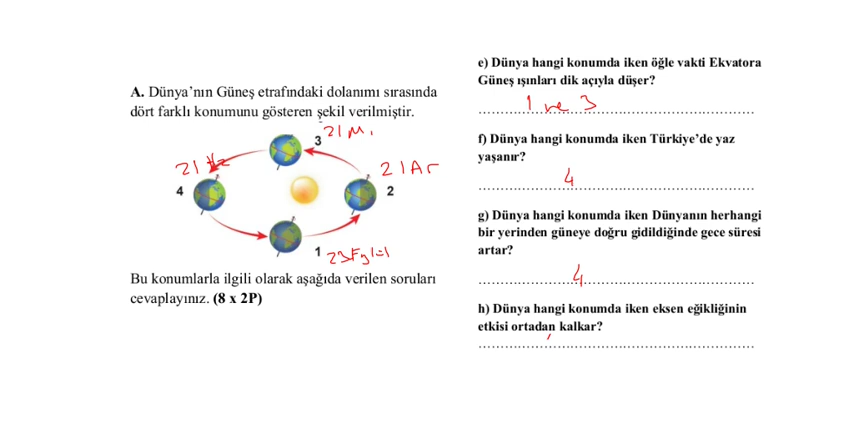 A. Dünya'nın Güneş etrafındaki dolanımı sırasında
dört farklı konumunu gösteren şekil verilmiştir.
3
21 M.
21 Hz
21 Ar
4
2
1
23 Eylül
Bu konumlarla ilgili olarak aşağıda verilen soruları
cevaplayınız. (8 x 2P)
e) Dünya hangi konumda iken öğle vakti Ekvatora
Güneş ışınları dik açıyla düşer?
1 ve 3
f) Dünya hangi konumda iken Türkiye'de yaz
yaşanır?
4
g) Dünya hangi konumda iken Dünyanın herhangi
bir yerinden güneye doğru gidildiğinde gece süresi
artar?
4
h) Dünya hangi konumda iken eksen eğikliğinin
etkisi ortadan kalkar?